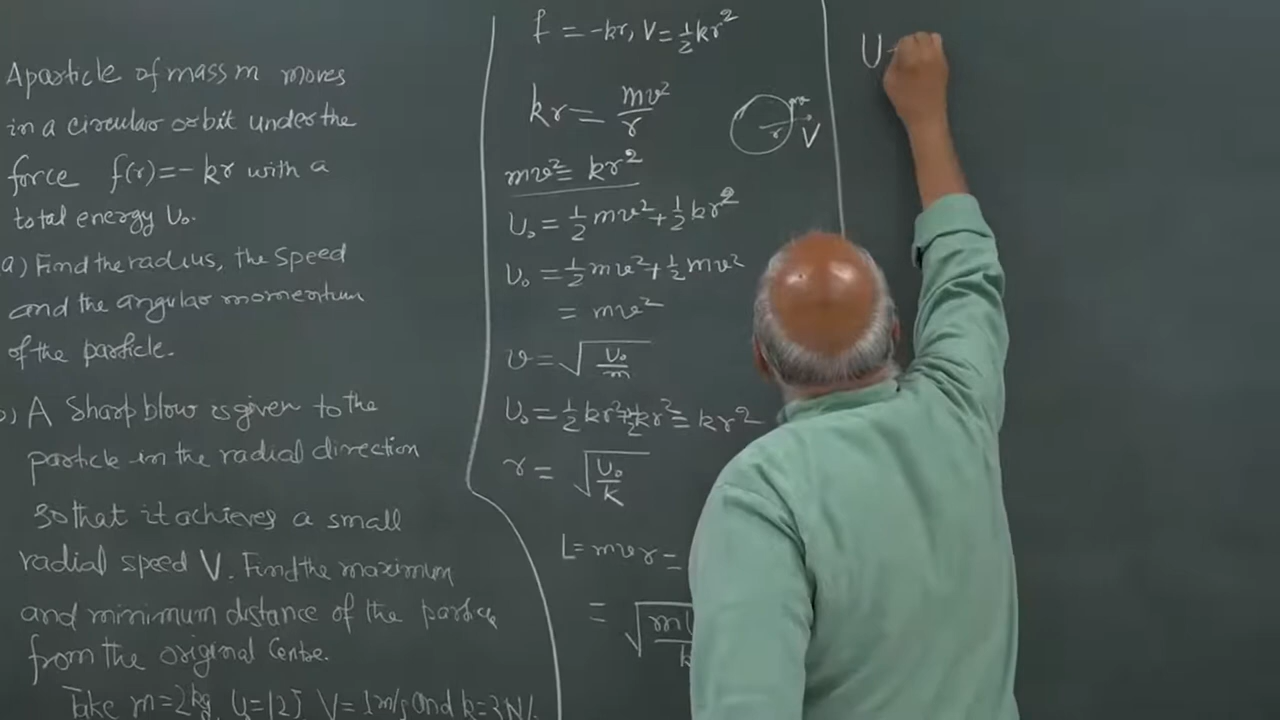 A particle of mass m moves
in a circular orbit under the
force f(r)=-kr with a
total energy U₀.
a) Find the radius, the speed
and the angular momentum
of the particle.
b) A Sharp blow is given to the
particle in the radial direction
so that it achieves a small
radial speed V. Find the maximum
and minimum distance of the particle
from the original Centre.
Take m=2kg, U₀=12J, V=1m/s and k=3N/
f = -kr, V = ½kr²
kr = mv²/r
r V
mv² = kr²
U₀ = ½mv² + ½kr²
U₀ = ½mv² + ½mv²
= mv²
v = √(U₀/m)
U₀ = ½kr² + ½kr² = kr²
r = √(U₀/k)
L = mvr =
= √(m
k
U